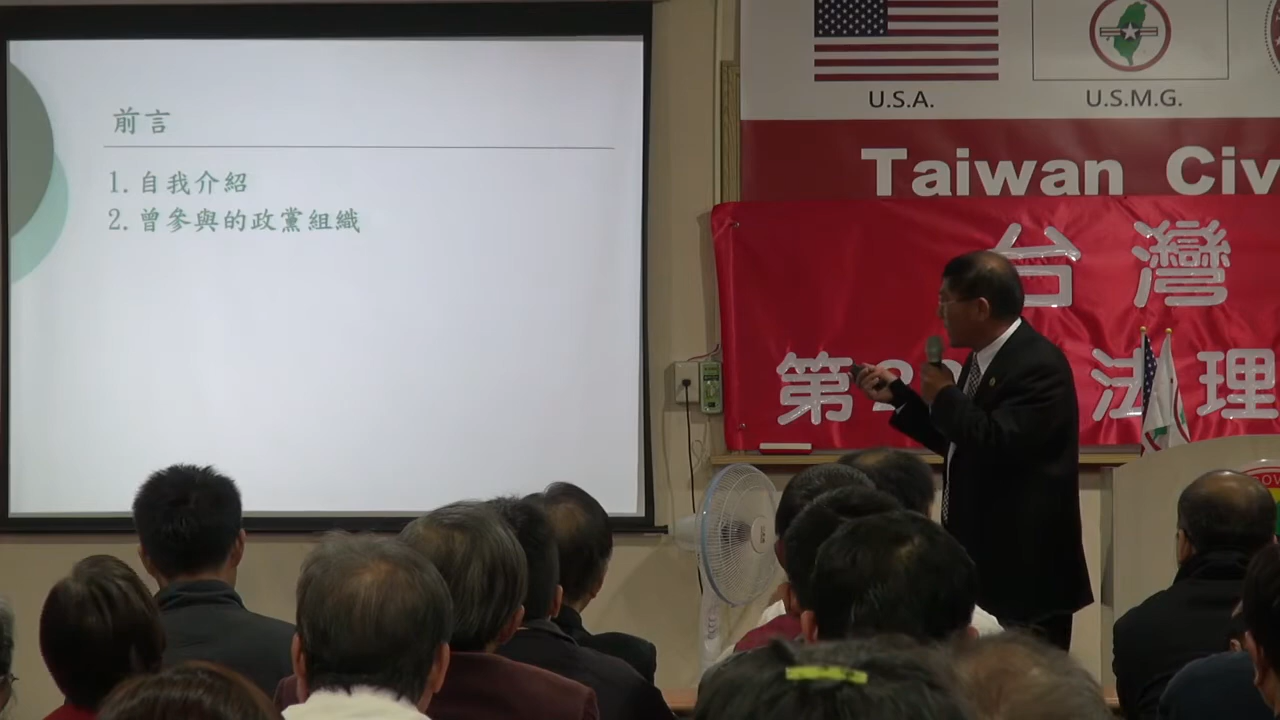 前言
1. 自我介紹
2. 曾參與的政黨組織
U.S.A.
U.S.M.G.
Taiwan Civ
台灣
第2
法理